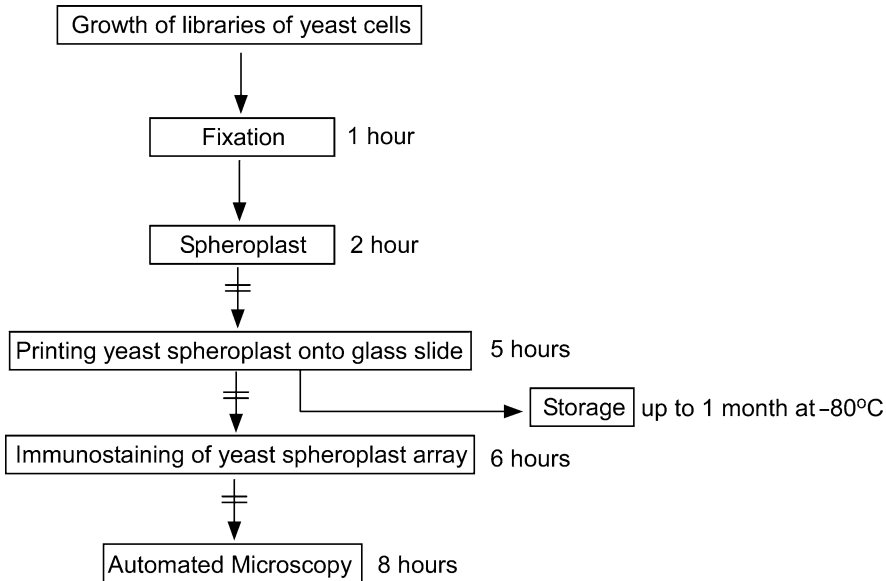 Growth of libraries of yeast cells
Fixation 1 hour
Spheroplast 2 hour
Printing yeast spheroplast onto glass slide 5 hours
Storage up to 1 month at –80ºC
Immunostaining of yeast spheroplast array 6 hours
Automated Microscopy 8 hours